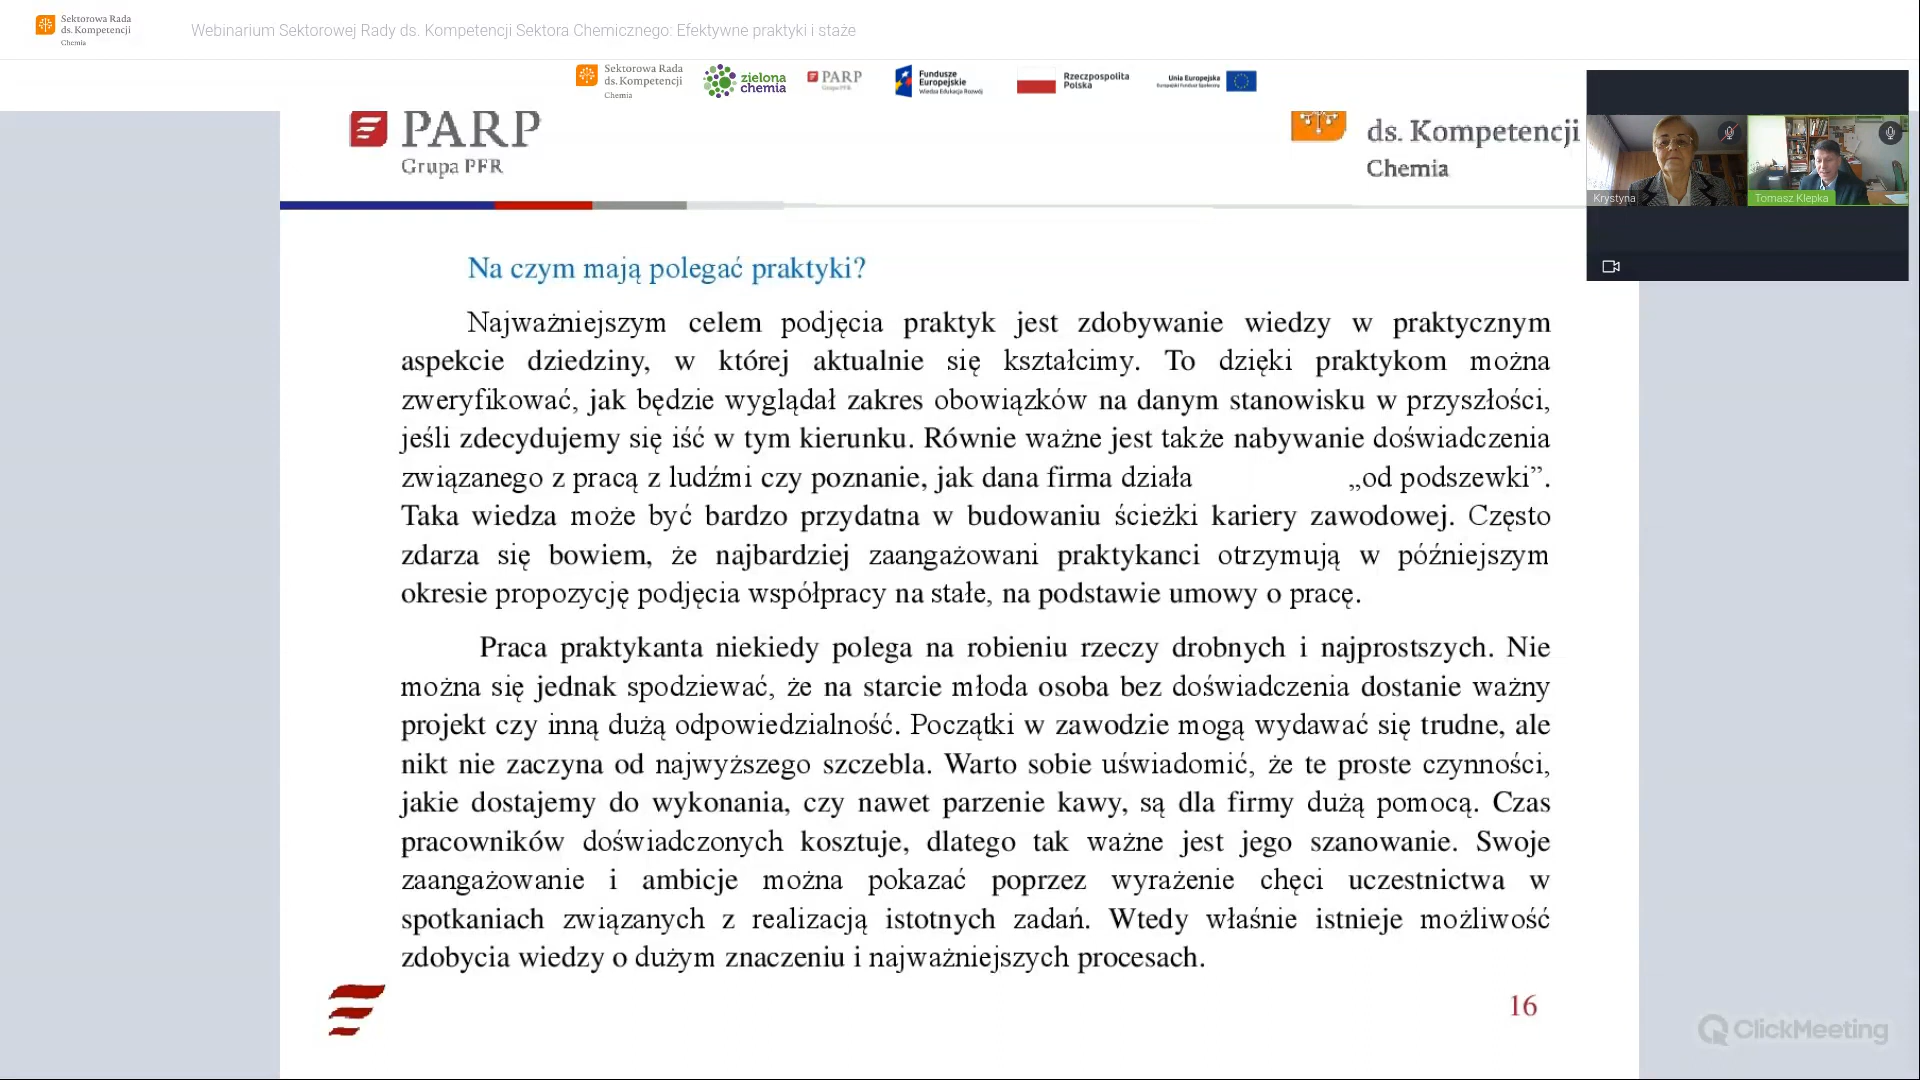 Sektorowa Rada
ds. Kompetencji
Chemia
Webinarium Sektorowej Rady ds. Kompetencji Sektora Chemicznego: Efektywne praktyki i staże
Sektorowa Rada
ds. Kompetencji
Chemia
zielona
chemia
PARP
Grupa PFR
Fundusze
Europejskie
Wiedza Edukacja Rozwój
Rzeczpospolita
Polska
Unia Europejska
Europejski Fundusz Społeczny
PARP
Grupa PFR
ds. Kompetencji
Chemia
Krystyna
Tomasz Klepka
Na czym mają polegać praktyki?
Najważniejszym celem podjęcia praktyk jest zdobywanie wiedzy w praktycznym
aspekcie dziedziny, w której aktualnie się kształcimy. To dzięki praktykom można
zweryfikować, jak będzie wyglądał zakres obowiązków na danym stanowisku w przyszłości,
jeśli zdecydujemy się iść w tym kierunku. Równie ważne jest także nabywanie doświadczenia
związanego z pracą z ludźmi czy poznanie, jak dana firma działa „od podszewki”.
Taka wiedza może być bardzo przydatna w budowaniu ścieżki kariery zawodowej. Często
zdarza się bowiem, że najbardziej zaangażowani praktykanci otrzymują w późniejszym
okresie propozycję podjęcia współpracy na stałe, na podstawie umowy o pracę.
Praca praktykanta niekiedy polega na robieniu rzeczy drobnych i najprostszych. Nie
można się jednak spodziewać, że na starcie młoda osoba bez doświadczenia dostanie ważny
projekt czy inną dużą odpowiedzialność. Początki w zawodzie mogą wydawać się trudne, ale
nikt nie zaczyna od najwyższego szczebla. Warto sobie uświadomić, że te proste czynności,
jakie dostajemy do wykonania, czy nawet parzenie kawy, są dla firmy dużą pomocą. Czas
pracowników doświadczonych kosztuje, dlatego tak ważne jest jego szanowanie. Swoje
zaangażowanie i ambicje można pokazać poprzez wyrażenie chęci uczestnictwa w
spotkaniach związanych z realizacją istotnych zadań. Wtedy właśnie istnieje możliwość
zdobycia wiedzy o dużym znaczeniu i najważniejszych procesach.
16
ClickMeeting